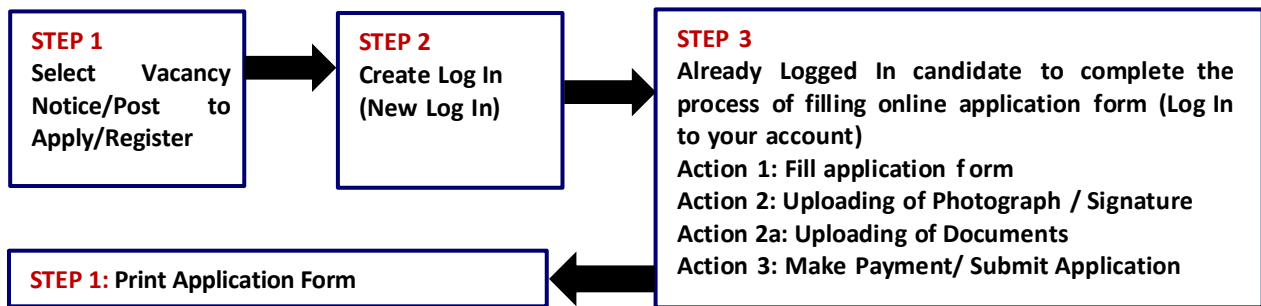 STEP 1
Select Vacancy
Notice/Post to
Apply/Register
STEP 2
Create Log In
(New Log In)
STEP 3
Already Logged In candidate to complete the
process of filling online application form (Log In
to your account)
Action 1: Fill application form
Action 2: Uploading of Photograph / Signature
Action 2a: Uploading of Documents
Action 3: Make Payment/ Submit Application
STEP 1: Print Application Form